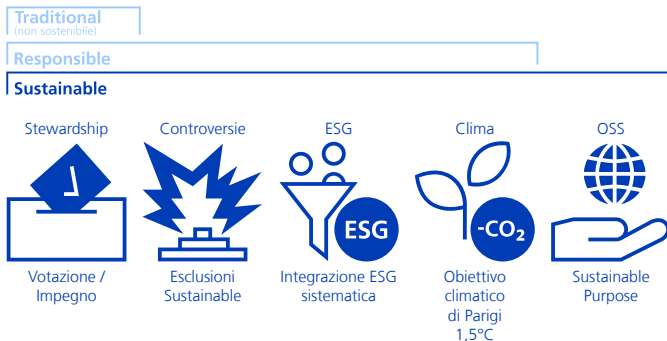 Traditional
(non sostenibile)
Responsible
Sustainable
Stewardship
Controversie
ESG
Clima
OSS
ESG
-CO₂
Votazione /
Impegno
Esclusioni
Sustainable
Integrazione ESG
sistematica
Obiettivo
climatico
di Parigi
1,5°C
Sustainable
Purpose